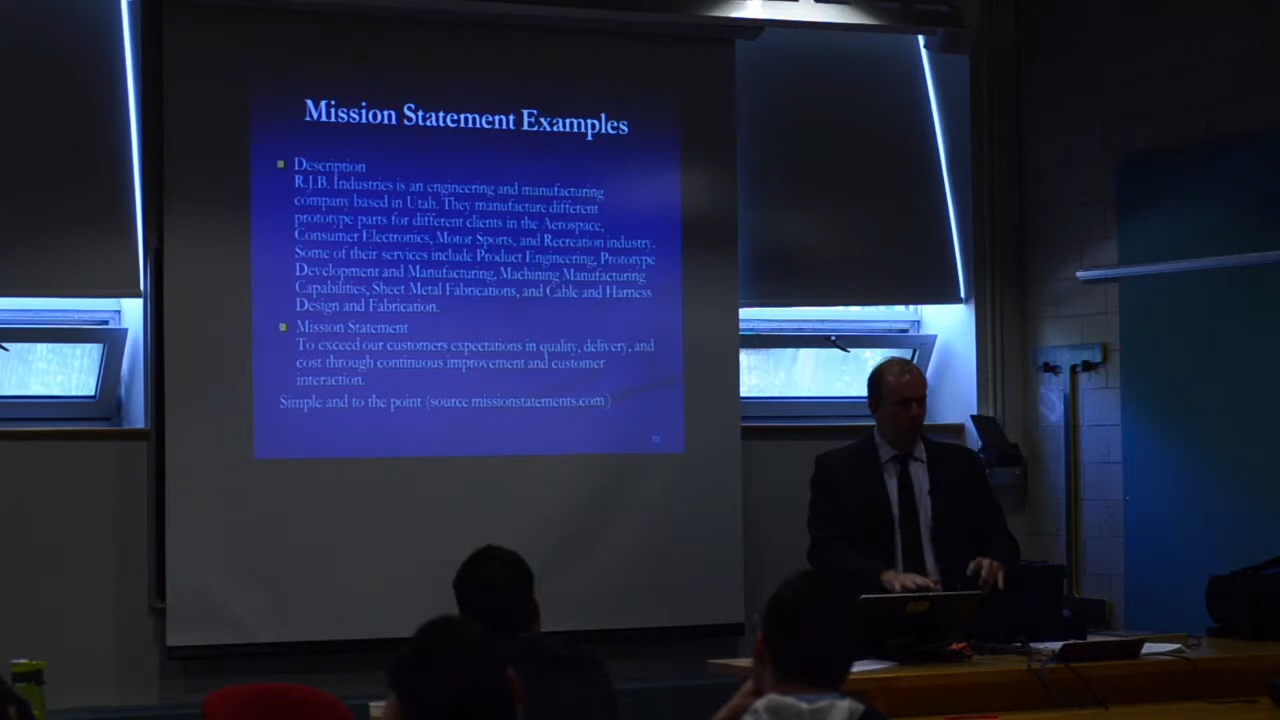 Mission Statement Examples
Description
R.J.B. Industries is an engineering and manufacturing
company based in Utah. They manufacture different
prototype parts for different clients in the Aerospace,
Consumer Electronics, Motor Sports, and Recreation industry.
Some of their services include Product Engineering, Prototype
Development and Manufacturing, Machining Manufacturing
Capabilities, Sheet Metal Fabrications, and Cable and Harness
Design and Fabrication.
Mission Statement
To exceed our customers expectations in quality, delivery, and
cost through continuous improvement and customer
interaction.
Simple and to the point (source missionstatements.com)